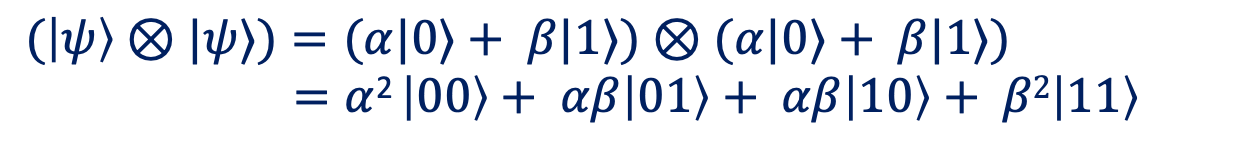 (|𝜓⟩ ⊗ |𝜓⟩) = (𝛼|0⟩ + 𝛽|1⟩) ⊗ (𝛼|0⟩ + 𝛽|1⟩)
= 𝛼² |00⟩ + 𝛼𝛽|01⟩ + 𝛼𝛽|10⟩ + 𝛽²|11⟩